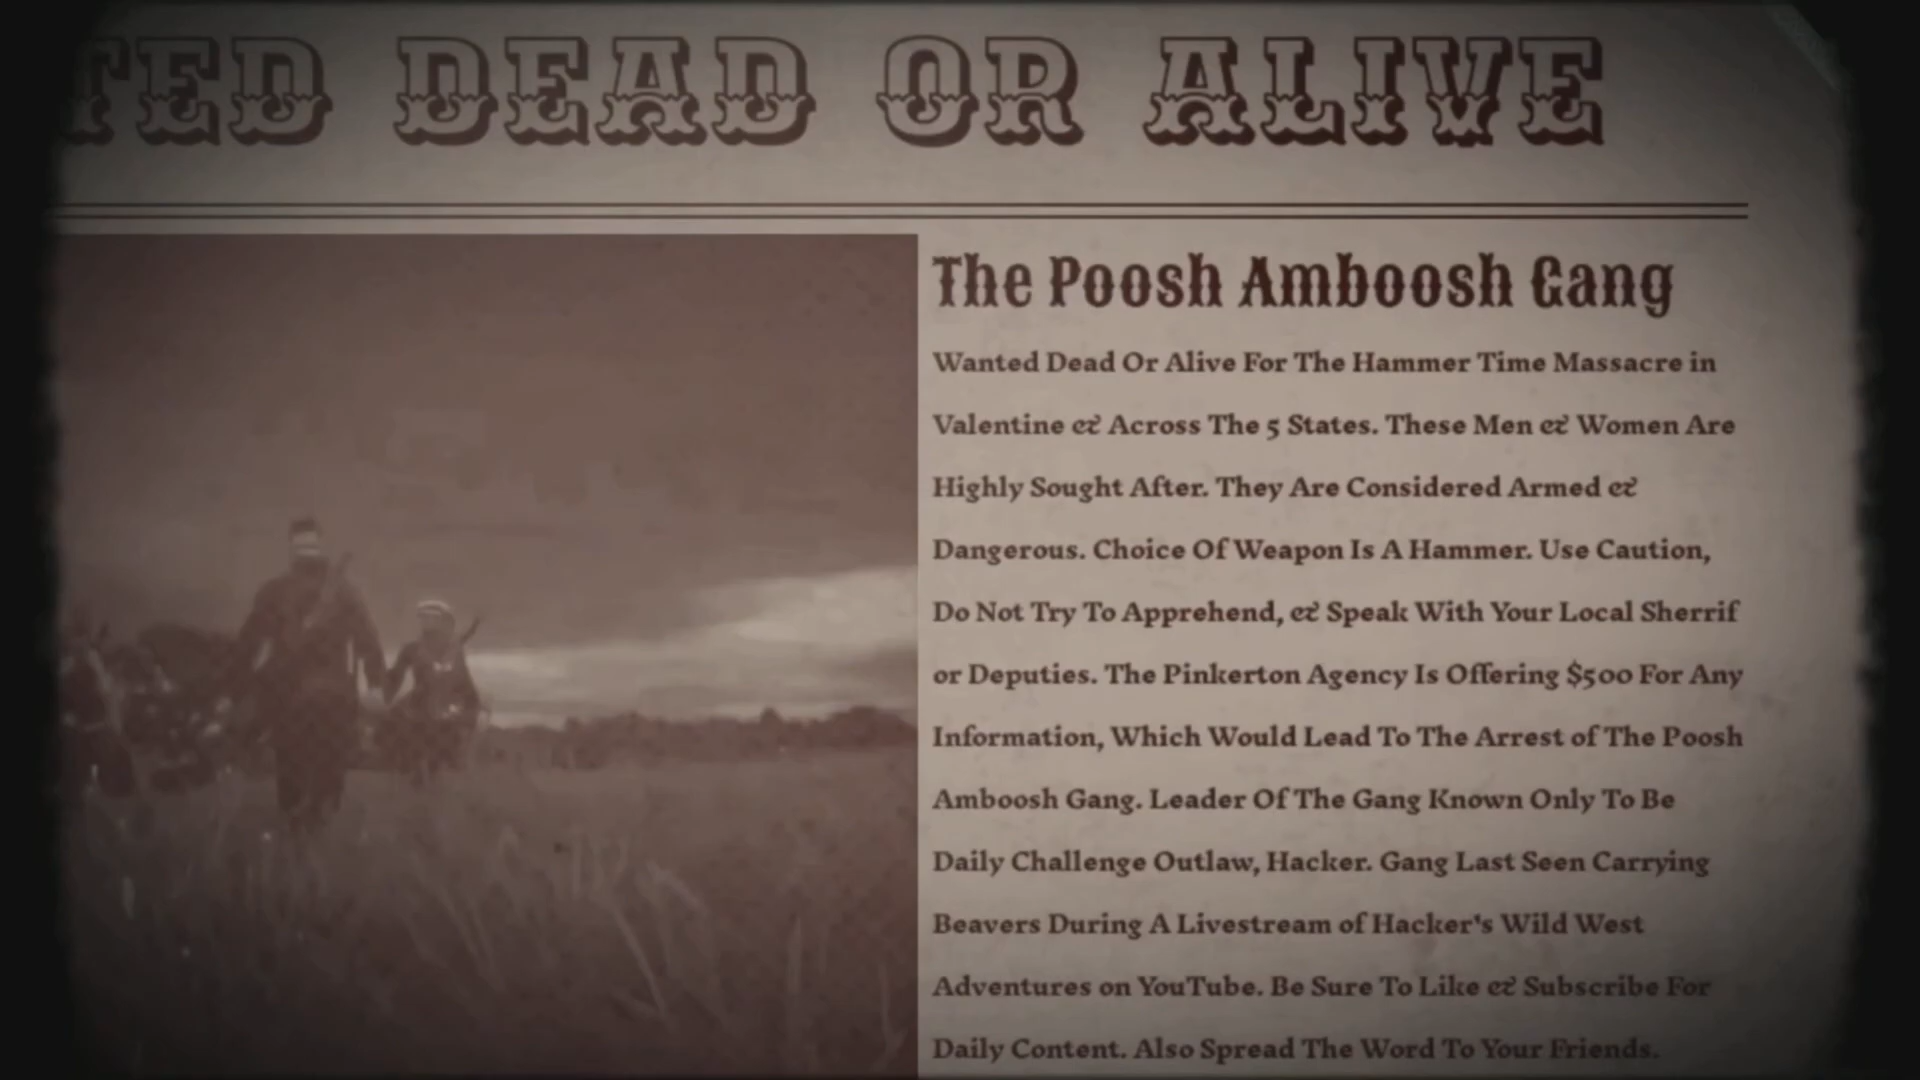 TED DEAD OR ALIVE
The Poosh Amboosh Gang
Wanted Dead Or Alive For The Hammer Time Massacre in
Valentine & Across The 5 States. These Men & Women Are
Highly Sought After. They Are Considered Armed &
Dangerous. Choice Of Weapon Is A Hammer. Use Caution,
Do Not Try To Apprehend, & Speak With Your Local Sherrif
or Deputies. The Pinkerton Agency Is Offering $500 For Any
Information, Which Would Lead To The Arrest of The Poosh
Amboosh Gang. Leader Of The Gang Known Only To Be
Daily Challenge Outlaw, Hacker. Gang Last Seen Carrying
Beavers During A Livestream of Hacker's Wild West
Adventures on YouTube. Be Sure To Like & Subscribe For
Daily Content. Also Spread The Word To Your Friends.